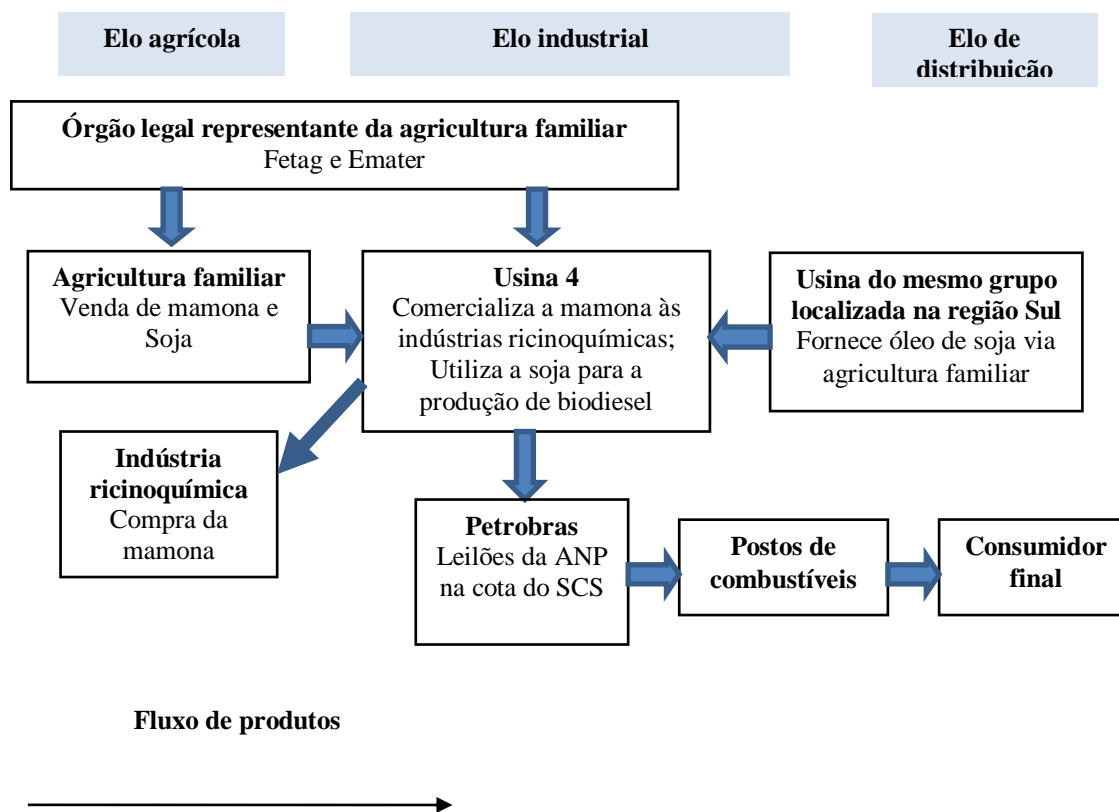 Elo agrícola
Elo industrial
Elo de
distribuição
Órgão legal representante da agricultura familiar
Fetag e Emater
Agricultura familiar
Venda de mamona e
Soja
Usina 4
Comercializa a mamona às
indústrias ricinoquímicas;
Utiliza a soja para a
produção de biodiesel
Usina do mesmo grupo
localizada na região Sul
Fornece óleo de soja via
agricultura familiar
Indústria
ricinoquímica
Compra da
mamona
Petrobras
Leilões da ANP
na cota do SCS
Postos de
combustíveis
Consumidor
final
Fluxo de produtos